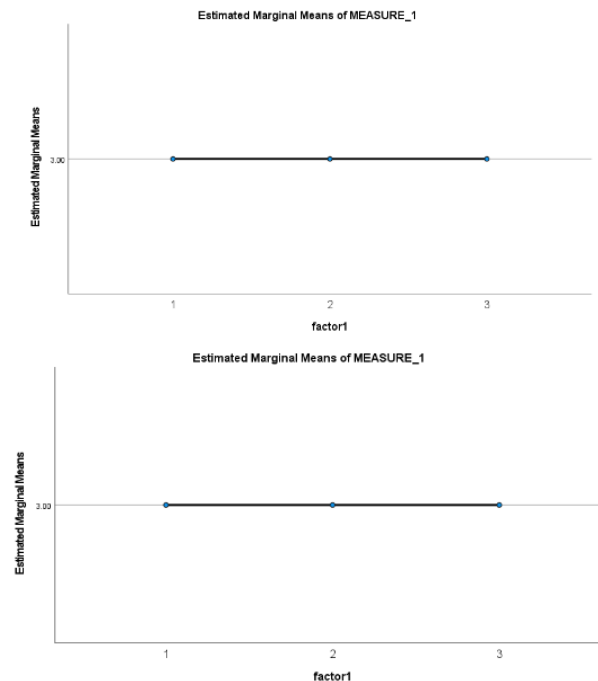 Estimated Marginal Means of MEASURE_1
Estimated Marginal Means
3.00
1 2 3
factor1
Estimated Marginal Means of MEASURE_1
Estimated Marginal Means
3.00
1 2 3
factor1